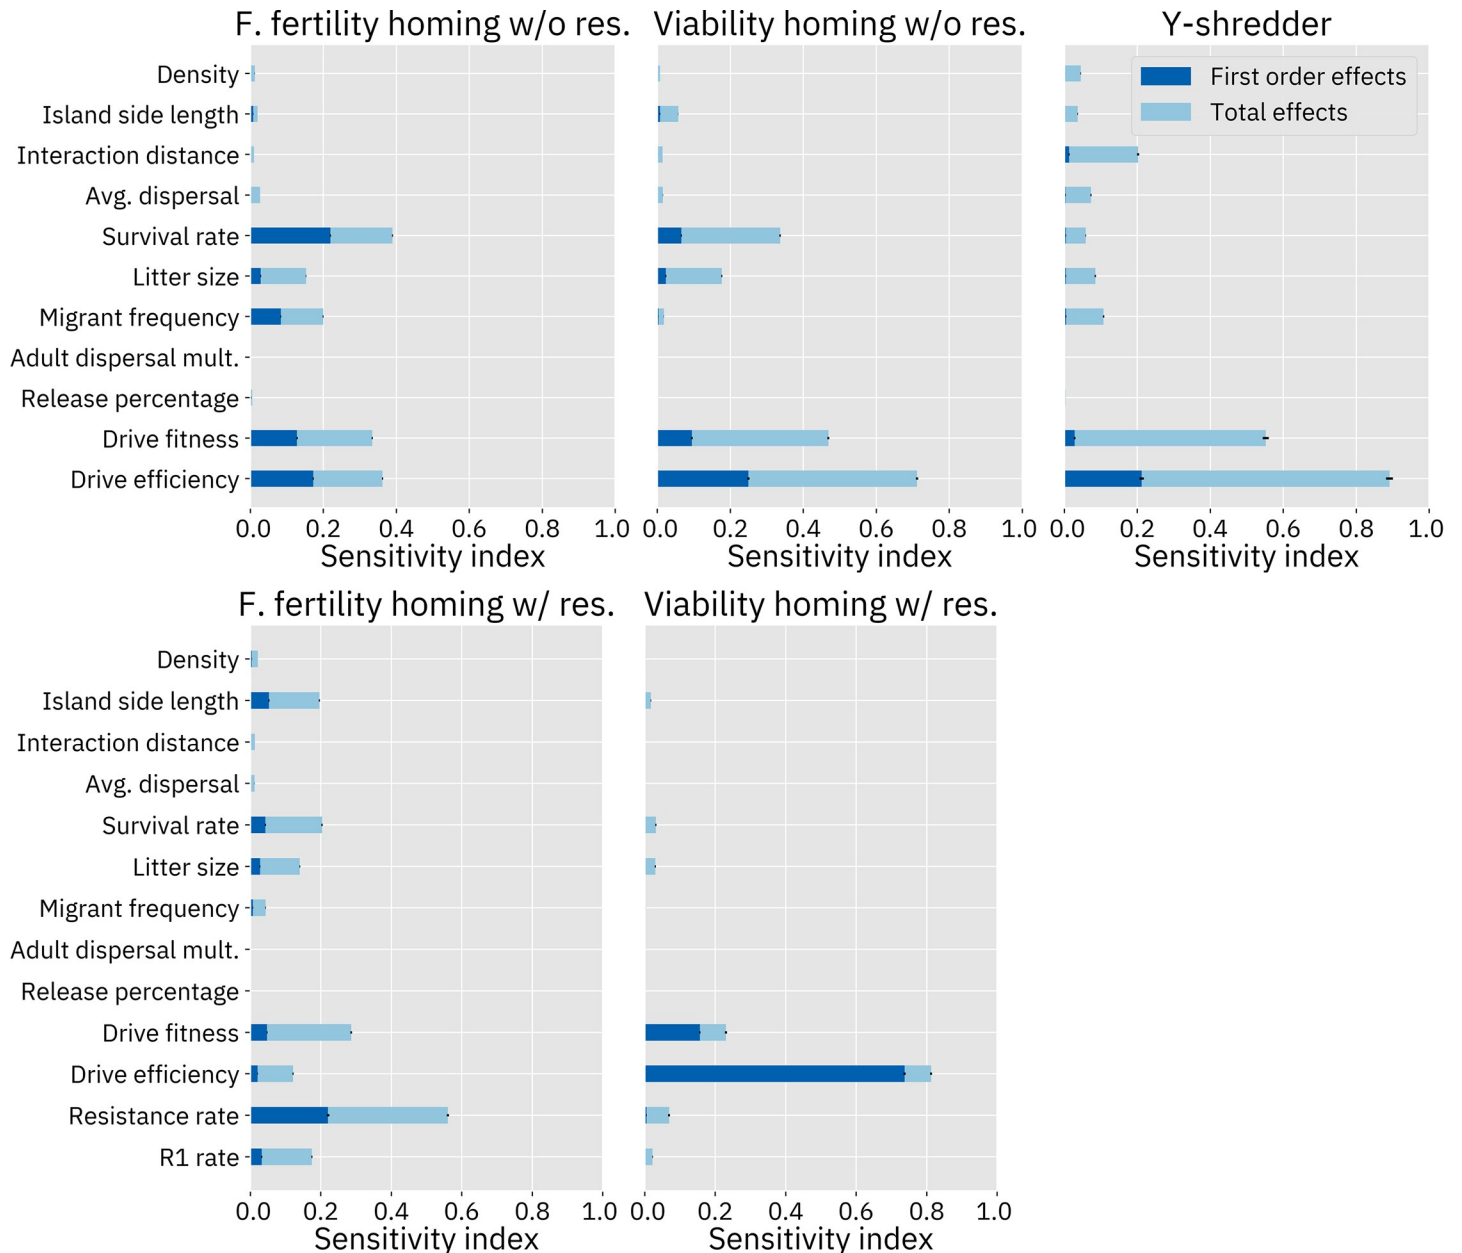 F. fertility homing w/o res.
Viability homing w/o res.
Y-shredder
Density
Island side length
Interaction distance
Avg. dispersal
Survival rate
Litter size
Migrant frequency
Adult dispersal mult.
Release percentage
Drive fitness
Drive efficiency
First order effects
Total effects
0.0 0.2 0.4 0.6 0.8 1.0
0.0 0.2 0.4 0.6 0.8 1.0
0.0 0.2 0.4 0.6 0.8 1.0
Sensitivity index
Sensitivity index
Sensitivity index
F. fertility homing w/ res.
Viability homing w/ res.
Density
Island side length
Interaction distance
Avg. dispersal
Survival rate
Litter size
Migrant frequency
Adult dispersal mult.
Release percentage
Drive fitness
Drive efficiency
Resistance rate
R1 rate
0.0 0.2 0.4 0.6 0.8 1.0
0.0 0.2 0.4 0.6 0.8 1.0
Sensitivity index
Sensitivity index